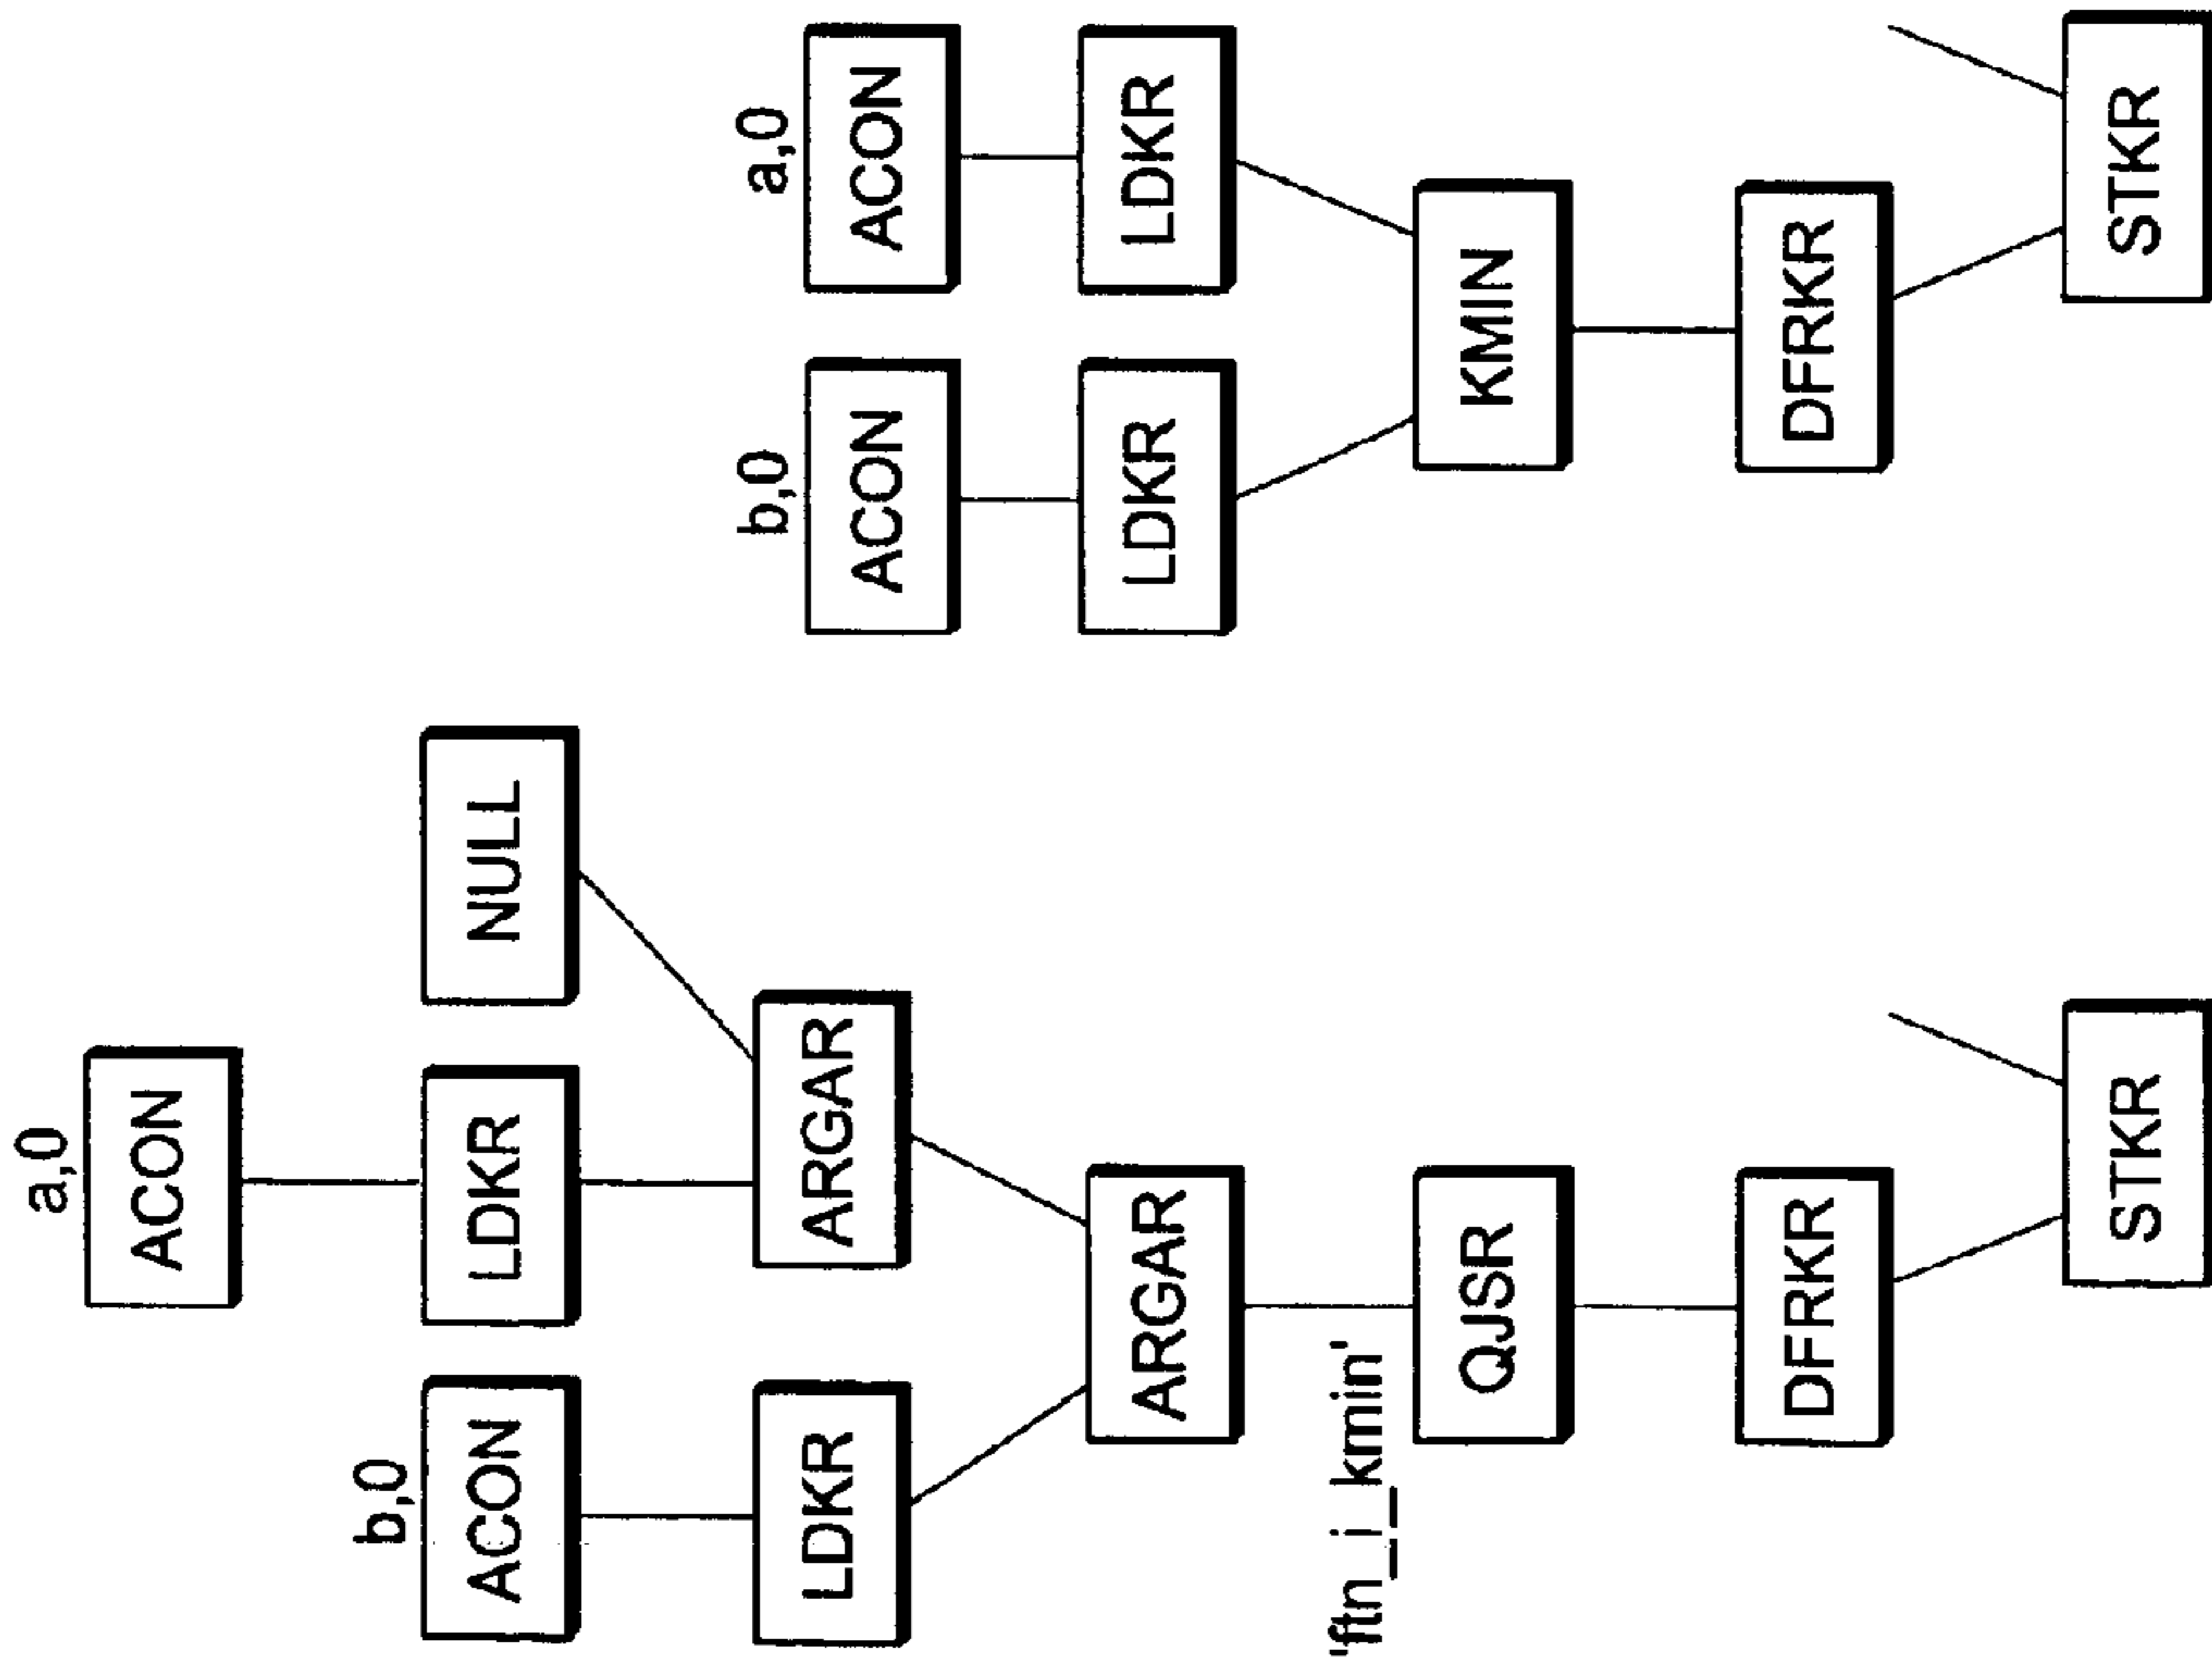 a,0
ACON
b,0
ACON
LDKR
NULL
LDKR
ARGAR
ARGAR
'ftn_i_kmin'
QJSR
DFRKR
STKR
b,0
a,0
ACON
ACON
LDKR
LDKR
KMIN
DFRKR
STKR